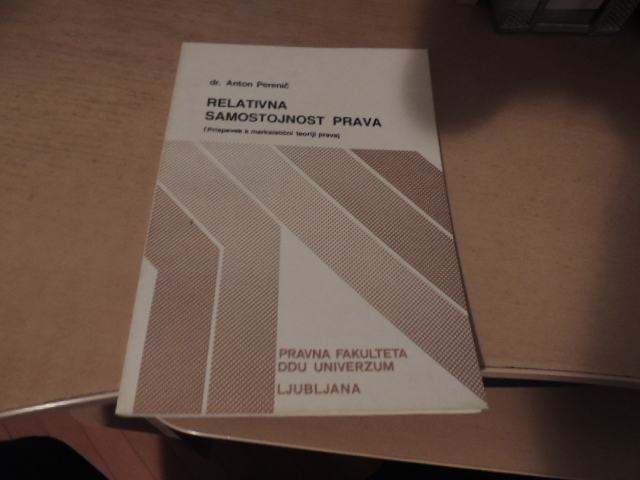 dr. Anton Perenič
RELATIVNA
SAMOSTOJNOST PRAVA
(Prispevek k marksistični teoriji prava)
PRAVNA FAKULTETA
DDU UNIVERZUM
LJUBLJANA